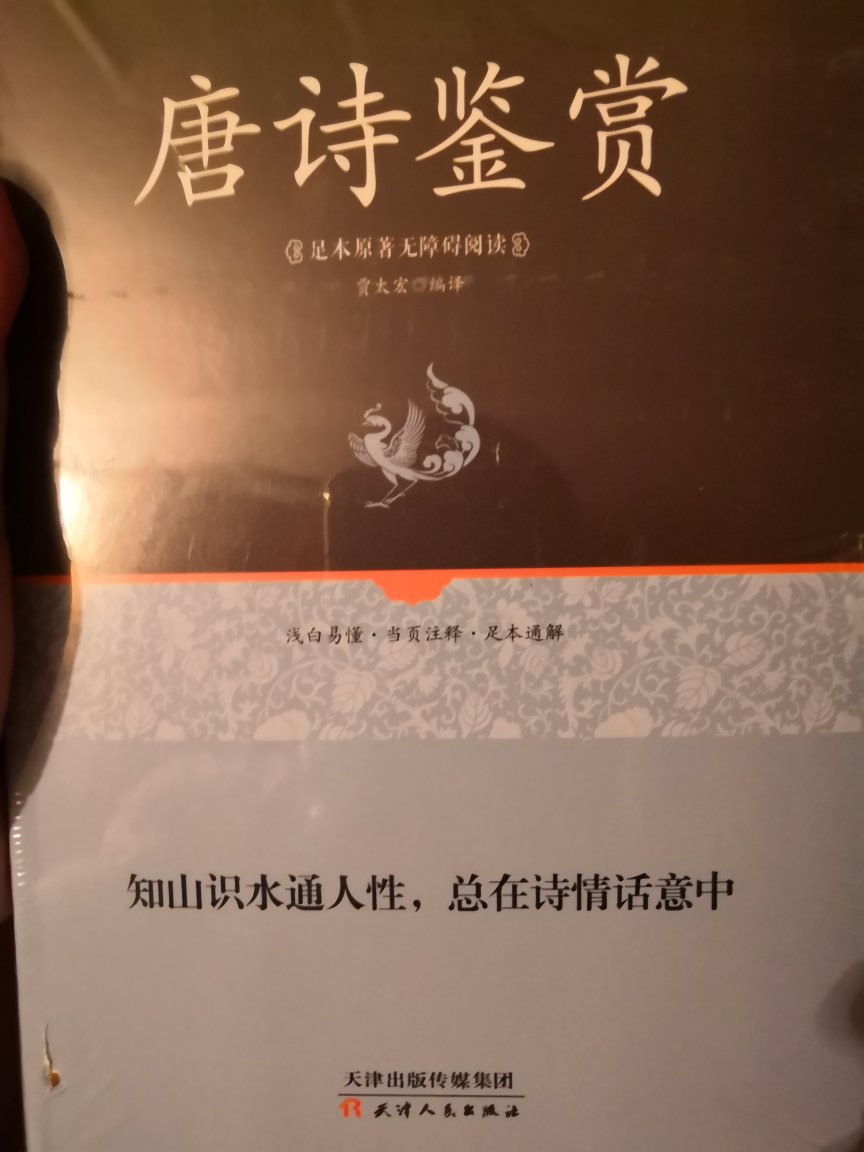 唐诗鉴赏
足本原著无障碍阅读
贾太宏 编译
浅白易懂·当页注释·足本通解
知山识水通人性，总在诗情话意中
天津出版传媒集团
天津人民出版社